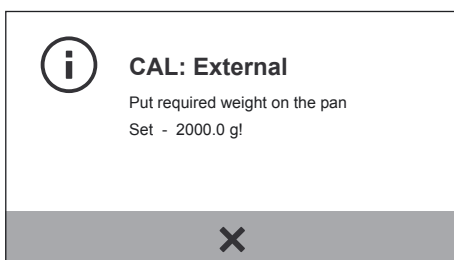 CAL: External
Put required weight on the pan
Set - 2000.0 g!